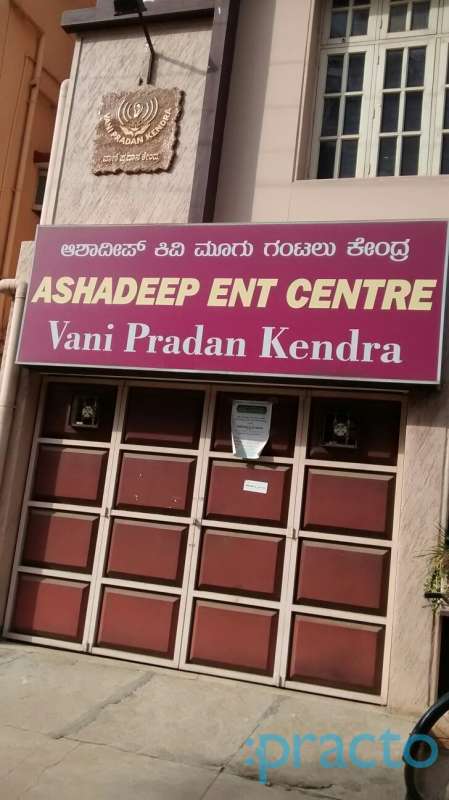 VANI PRADAN KENDRA
ವಾಣಿ ಪ್ರದಾನ ಕೇಂದ್ರ
ಆಶಾದೀಪ್ ಕಿವಿ ಮೂಗು ಗಂಟಲು ಕೇಂದ್ರ
ASHADEEP ENT CENTRE
Vani Pradan Kendra
:practo